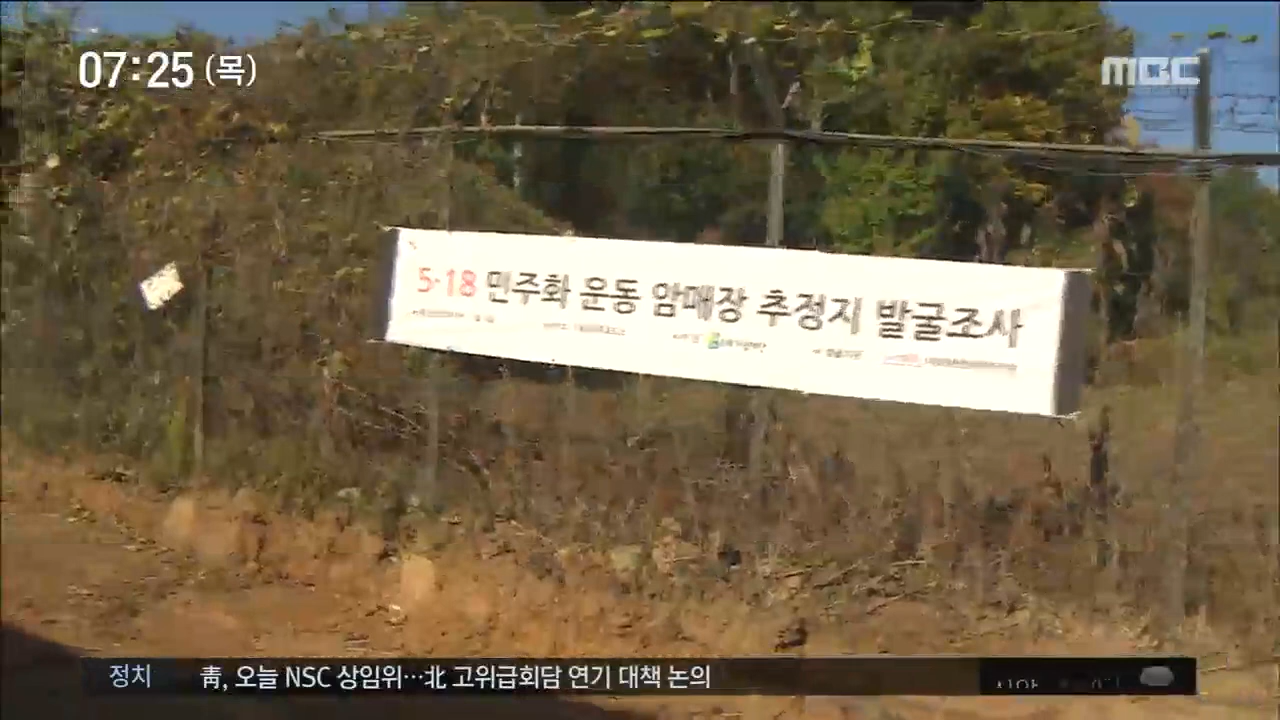 07:25 (목)
MBC
5·18 민주화 운동 암매장 추정지 발굴조사
정치 靑, 오늘 NSC 상임위…北 고위급회담 연기 대책 논의